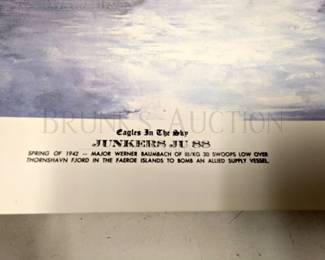 BRUNK'S AUCTION
Eagles In The Sky
JUNKERS JU 88
SPRING OF 1942 — MAJOR WERNER BAUMBACH OF III/KG 30 SWOOPS LOW OVER
THORNSHAVN FJORD IN THE FAEROE ISLANDS TO BOMB AN ALLIED SUPPLY VESSEL.